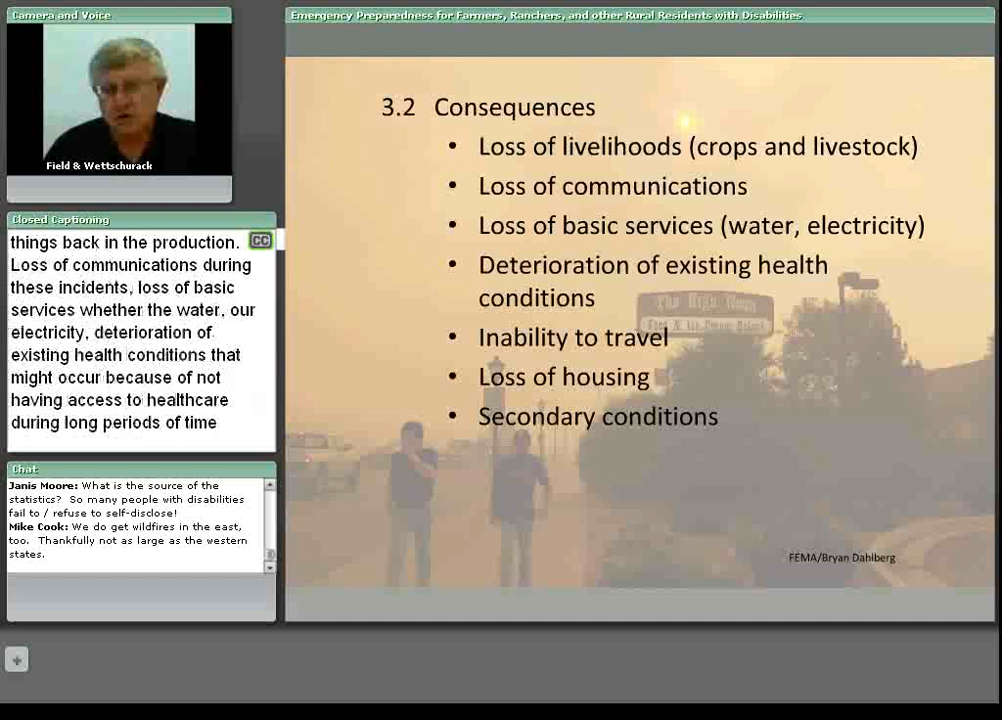 Camera and Voice
Field & Wettschurack
Closed Captioning
things back in the production.
CC
Loss of communications during
these incidents, loss of basic
services whether the water, our
electricity, deterioration of
existing health conditions that
might occur because of not
having access to healthcare
during long periods of time
Chat
Janis Moore: What is the source of the
statistics?  So many people with disabilities
fail to / refuse to self-disclose!
Mike Cook: We do get wildfires in the east,
too.  Thankfully not as large as the western
states.
Emergency Preparedness for Farmers, Ranchers, and other Rural Residents with Disabilities
3.2 Consequences
• Loss of livelihoods (crops and livestock)
• Loss of communications
• Loss of basic services (water, electricity)
• Deterioration of existing health
conditions
• Inability to travel
• Loss of housing
• Secondary conditions
FEMA/Bryan Dahlberg